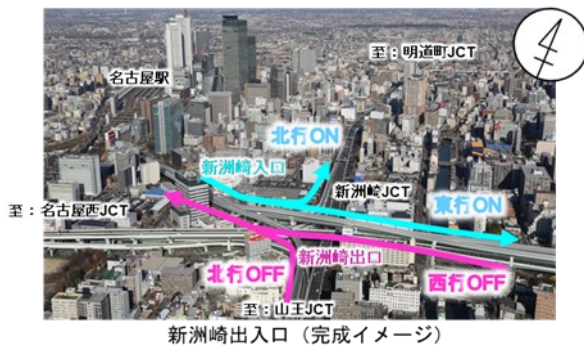 至：明道町JCT
名古屋駅
北行ON
新洲崎入口
新洲崎JCT
至：名古屋西JCT
東行ON
新洲崎出口
北行OFF
西行OFF
至：山王JCT
新洲崎出入口（完成イメージ）